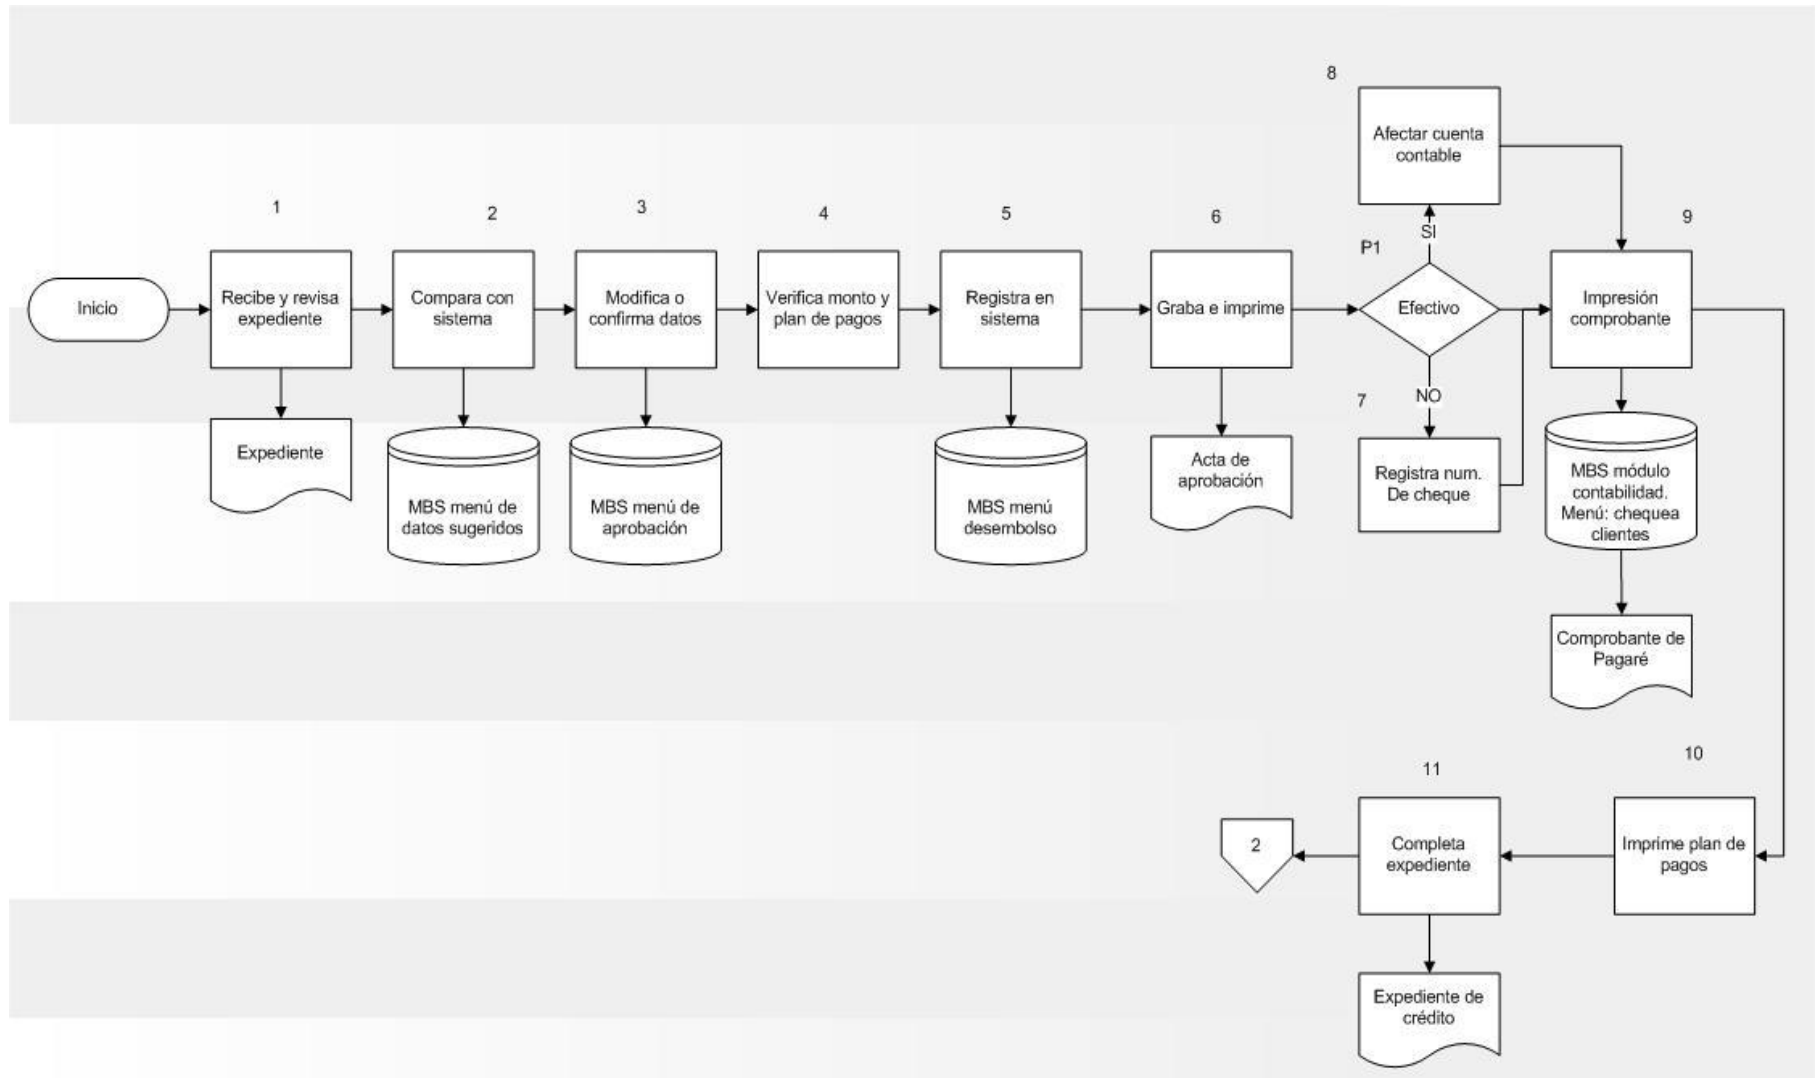 8
Afectar cuenta
contable
1
2
3
4
5
6
SI
9
P1
Inicio
Recibe y revisa
expediente
Compara con
sistema
Modifica o
confirma datos
Verifica monto y
plan de pagos
Registra en
sistema
Graba e imprime
Efectivo
Impresión
comprobante
NO
7
Expediente
MBS menú de
datos sugeridos
MBS menú de
aprobación
MBS menú
desembolso
Acta de
aprobación
Registra num.
De cheque
MBS módulo
contabilidad.
Menú: chequea
clientes
Comprobante de
Pagaré
10
11
2
Completa
expediente
Imprime plan de
pagos
Expediente de
crédito